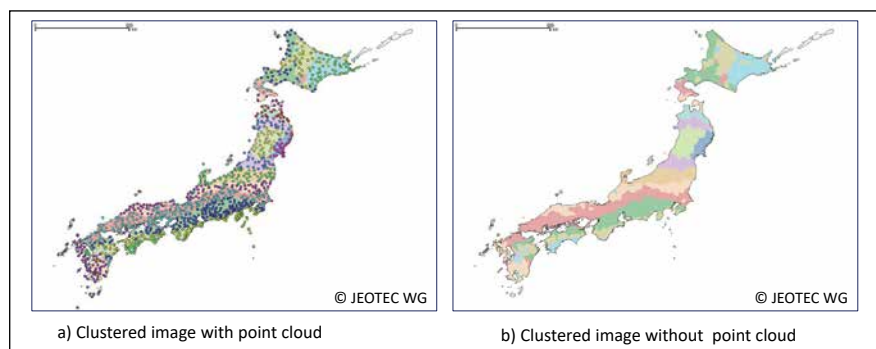 © JEOTEC WG
© JEOTEC WG
a) Clustered image with point cloud
b) Clustered image without point cloud